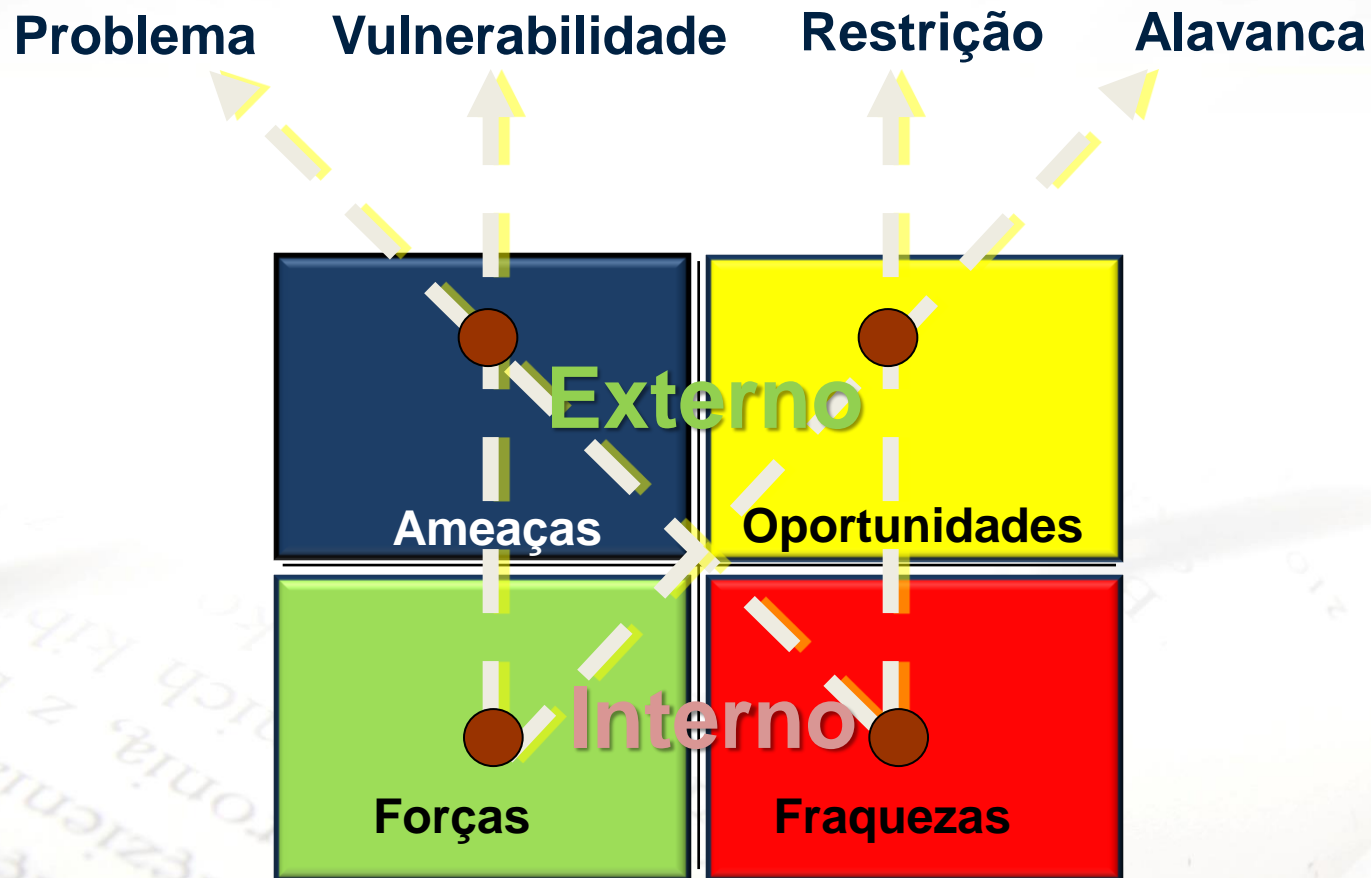 Problema Vulnerabilidade Restrição Alavanca
Externo
Ameaças Oportunidades
Interno
Forças Fraquezas